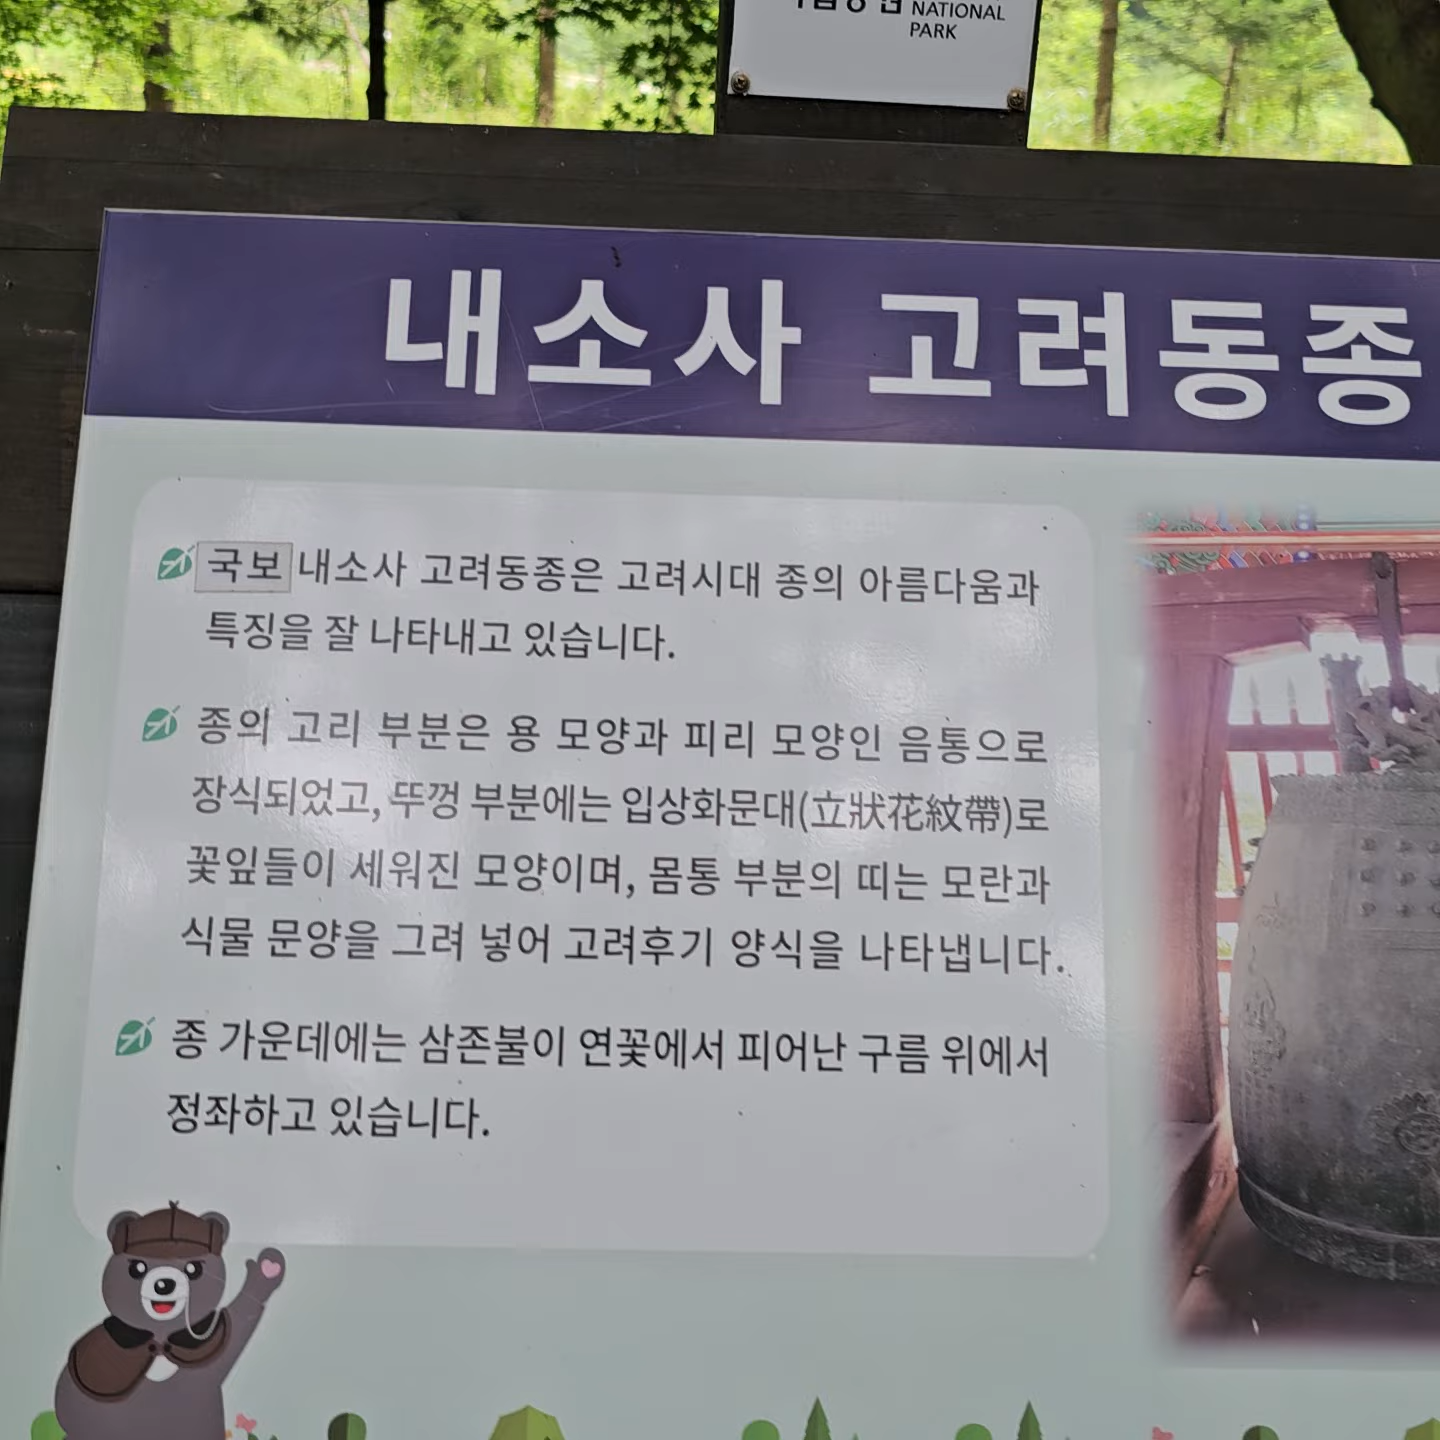 NATIONAL
PARK
내소사 고려동종
국보 내소사 고려동종은 고려시대 종의 아름다움과
특징을 잘 나타내고 있습니다.
종의 고리 부분은 용 모양과 피리 모양인 음통으로
장식되었고, 뚜껑 부분에는 입상화문대(立狀花紋帶)로
꽃잎들이 세워진 모양이며, 몸통 부분의 띠는 모란과
식물 문양을 그려 넣어 고려후기 양식을 나타냅니다.
종 가운데에는 삼존불이 연꽃에서 피어난 구름 위에서
정좌하고 있습니다.